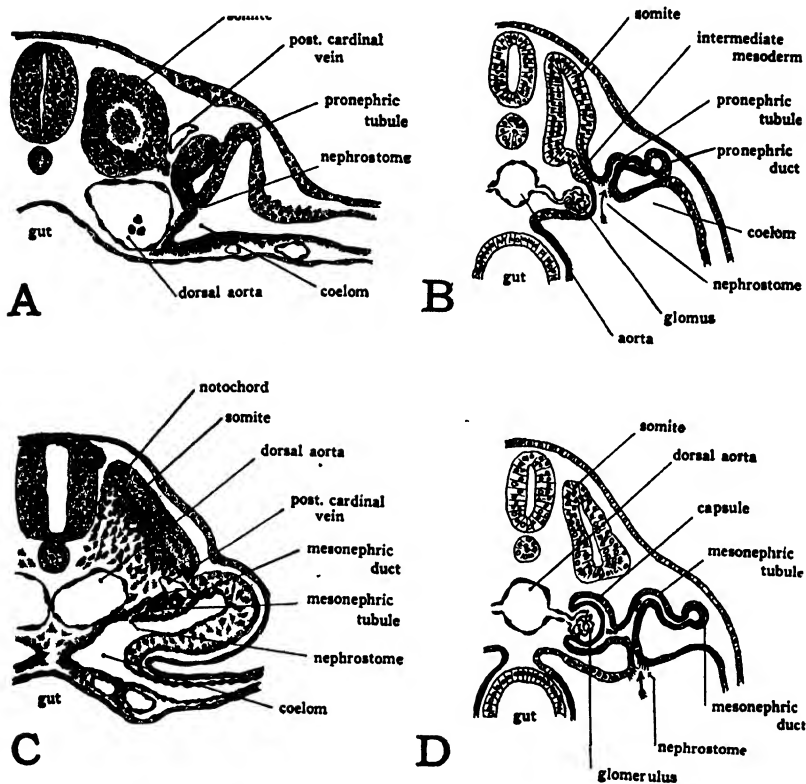 somite
post. cardinal
vein
pronephric
tubule
nephrostome
gut
dorsal aorta
coelom
A
somite
intermediate
mesoderm
pronephric
tubule
pronephric
duct
coelom
nephrostome
gut
glomus
aorta
B
notochord
somite
dorsal aorta
post. cardinal
vein
mesonephric
duct
mesonephric
tubule
nephrostome
gut
coelom
C
somite
dorsal aorta
capsule
mesonephric
tubule
gut
mesonephric
duct
nephrostome
glomerulus
D